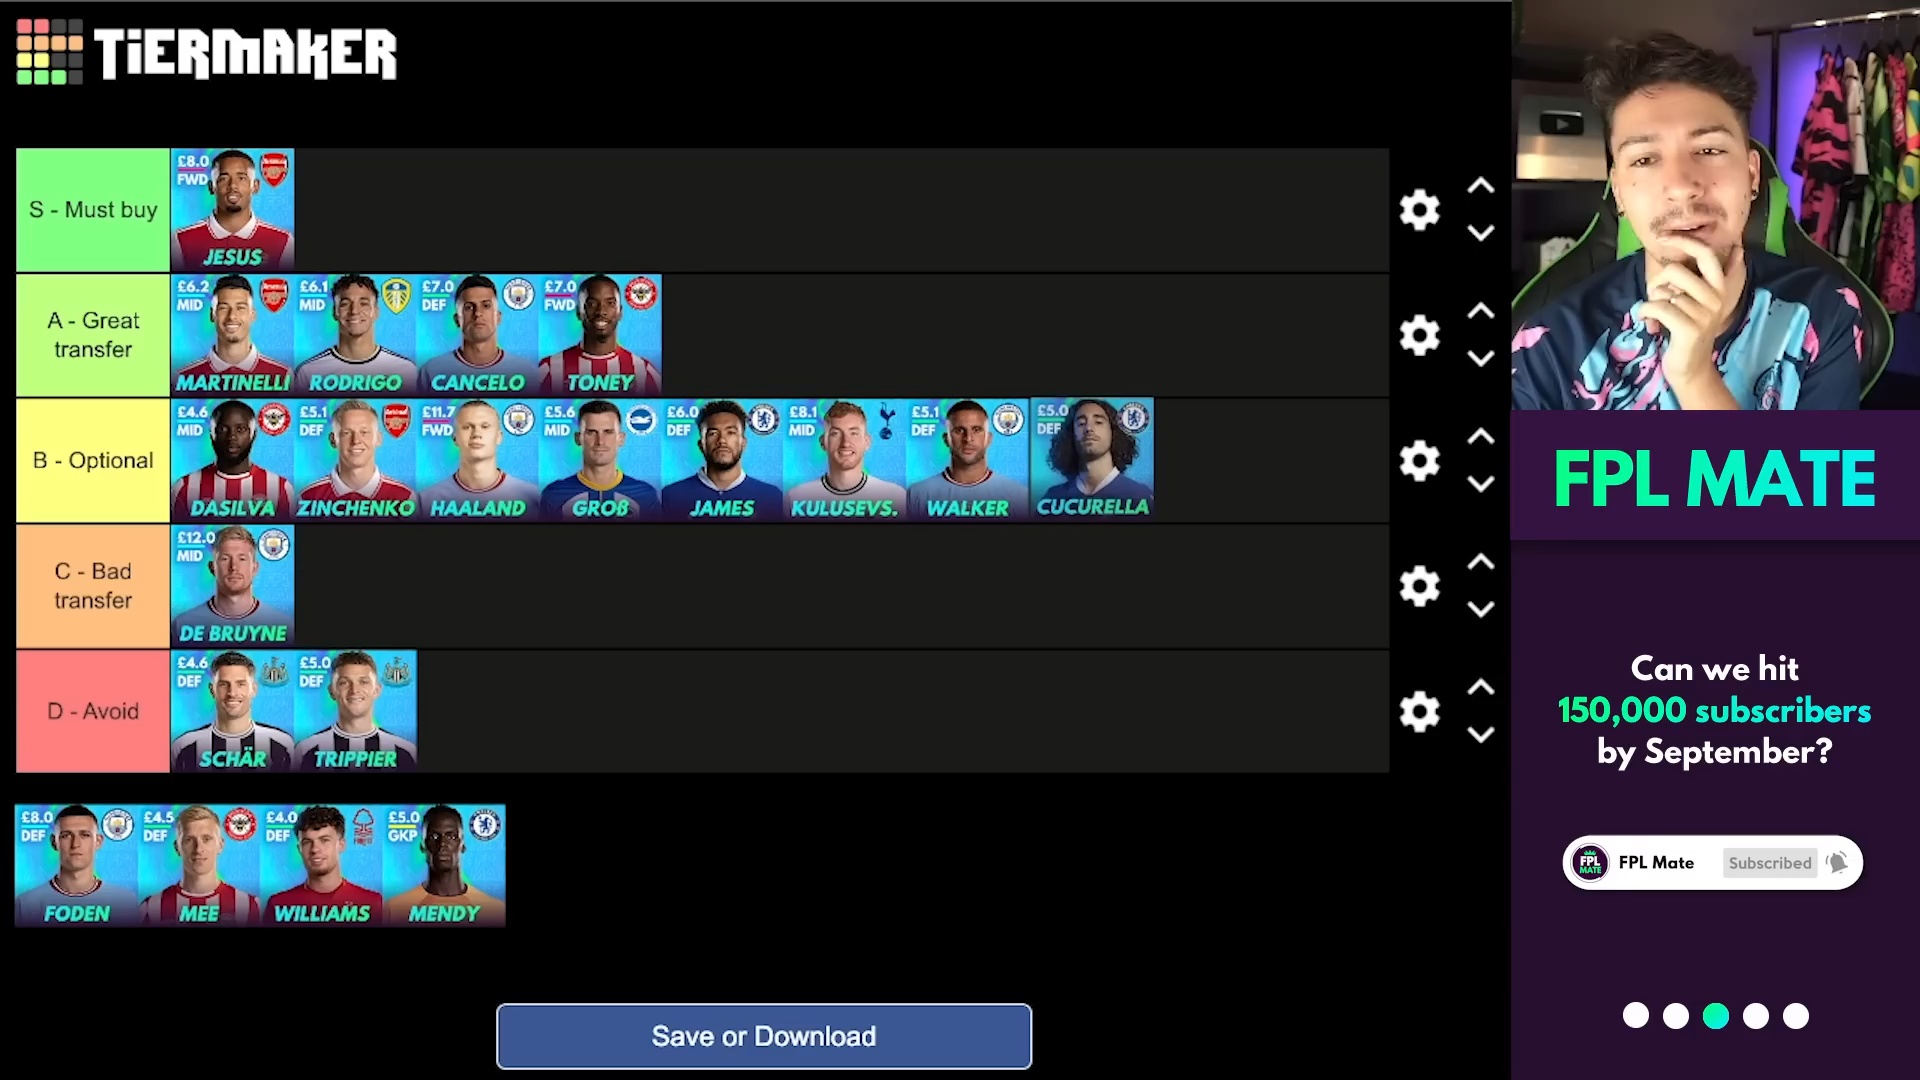 TiERMAKER
S - Must buy
£8.0
FWD
JESUS
A - Great
transfer
£6.2
MID
MARTINELLI
£6.1
MID
RODRIGO
£7.0
DEF
CANCELO
£7.0
FWD
TONEY
B - Optional
£4.6
MID
DASILVA
£5.1
DEF
ZINCHENKO
£11.7
FWD
HAALAND
£5.6
MID
GROß
£6.0
DEF
JAMES
£8.1
MID
KULUSEVS.
£5.1
DEF
WALKER
£5.0
DEF
CUCURELLA
C - Bad
transfer
£12.0
MID
DE BRUYNE
D - Avoid
£4.6
DEF
SCHÄR
£5.0
DEF
TRIPPIER
£8.0
DEF
FODEN
£4.5
DEF
MEE
£4.0
DEF
WILLIAMS
£5.0
GKP
MENDY
Save or Download
FPL MATE
Can we hit
150,000 subscribers
by September?
FPL
MATE
FPL Mate
Subscribed